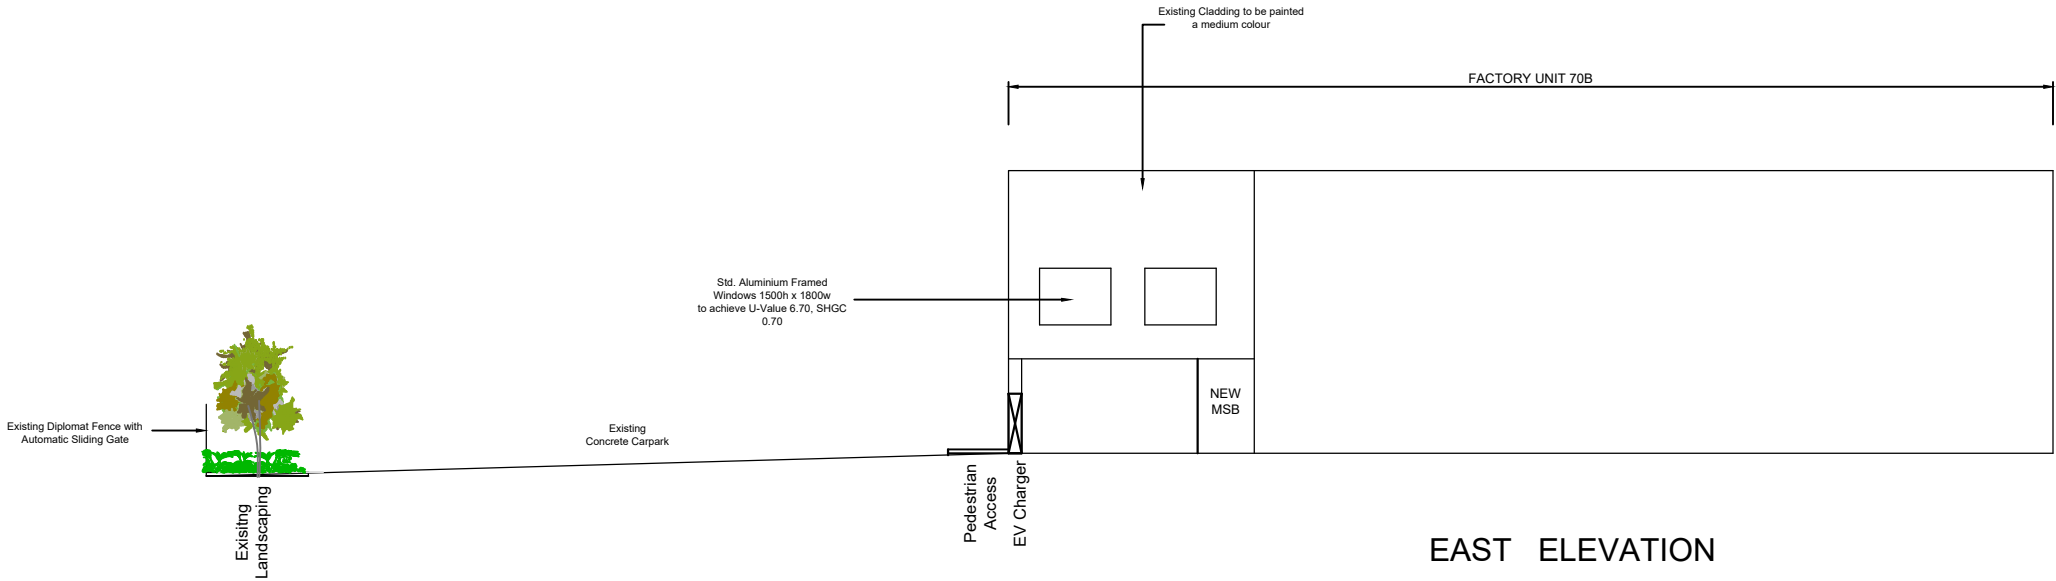 Existing Cladding to be painted
a medium colour
FACTORY UNIT 70B
Std. Aluminium Framed
Windows 1500h x 1800w
to achieve U-Value 6.70, SHGC
0.70
NEW
MSB
Existing Diplomat Fence with
Automatic Sliding Gate
Existing
Concrete Carpark
Exisitng
Landscaping
Pedestrian
Access
EV Charger
EAST ELEVATION